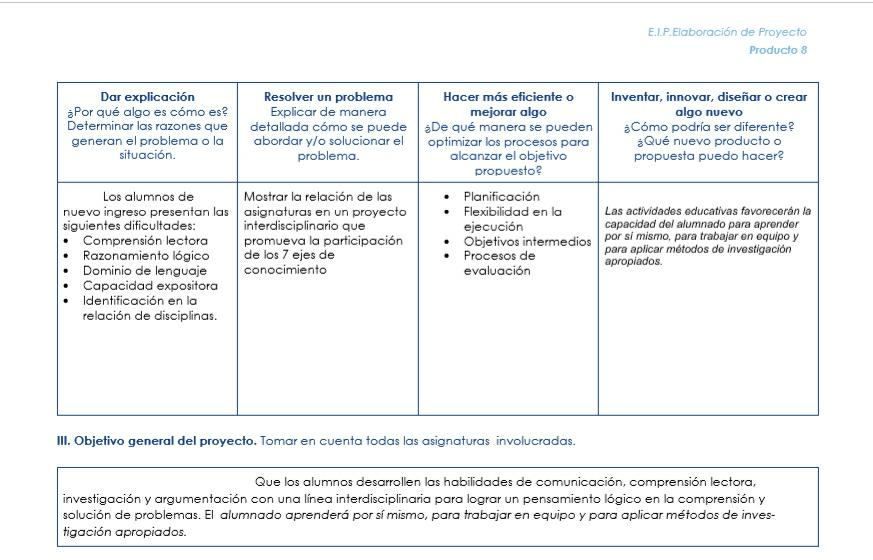 E.I.P.Elaboración de Proyecto
Producto 8
Dar explicación
¿Por qué algo es cómo es?
Determinar las razones que
generan el problema o la
situación.
Resolver un problema
Explicar de manera
detallada cómo se puede
abordar y/o solucionar el
problema.
Hacer más eficiente o
mejorar algo
¿De qué manera se pueden
optimizar los procesos para
alcanzar el objetivo
propuesto?
Inventar, innovar, diseñar o crear
algo nuevo
¿Cómo podría ser diferente?
¿Qué nuevo producto o
propuesta puedo hacer?
Los alumnos de
nuevo ingreso presentan las
siguientes dificultades:
• Comprensión lectora
• Razonamiento lógico
• Dominio de lenguaje
• Capacidad expositora
• Identificación en la
relación de disciplinas.
Mostrar la relación de las
asignaturas en un proyecto
interdisciplinario que
promueva la participación
de los 7 ejes de
conocimiento
• Planificación
• Flexibilidad en la
ejecución
• Objetivos intermedios
• Procesos de
evaluación
Las actividades educativas favorecerán la
capacidad del alumnado para aprender
por sí mismo, para trabajar en equipo y
para aplicar métodos de investigación
apropiados.
III. Objetivo general del proyecto. Tomar en cuenta todas las asignaturas involucradas.
Que los alumnos desarrollen las habilidades de comunicación, comprensión lectora,
investigación y argumentación con una línea interdisciplinaria para lograr un pensamiento lógico en la comprensión y
solución de problemas. El alumnado aprenderá por sí mismo, para trabajar en equipo y para aplicar métodos de inves-
tigación apropiados.